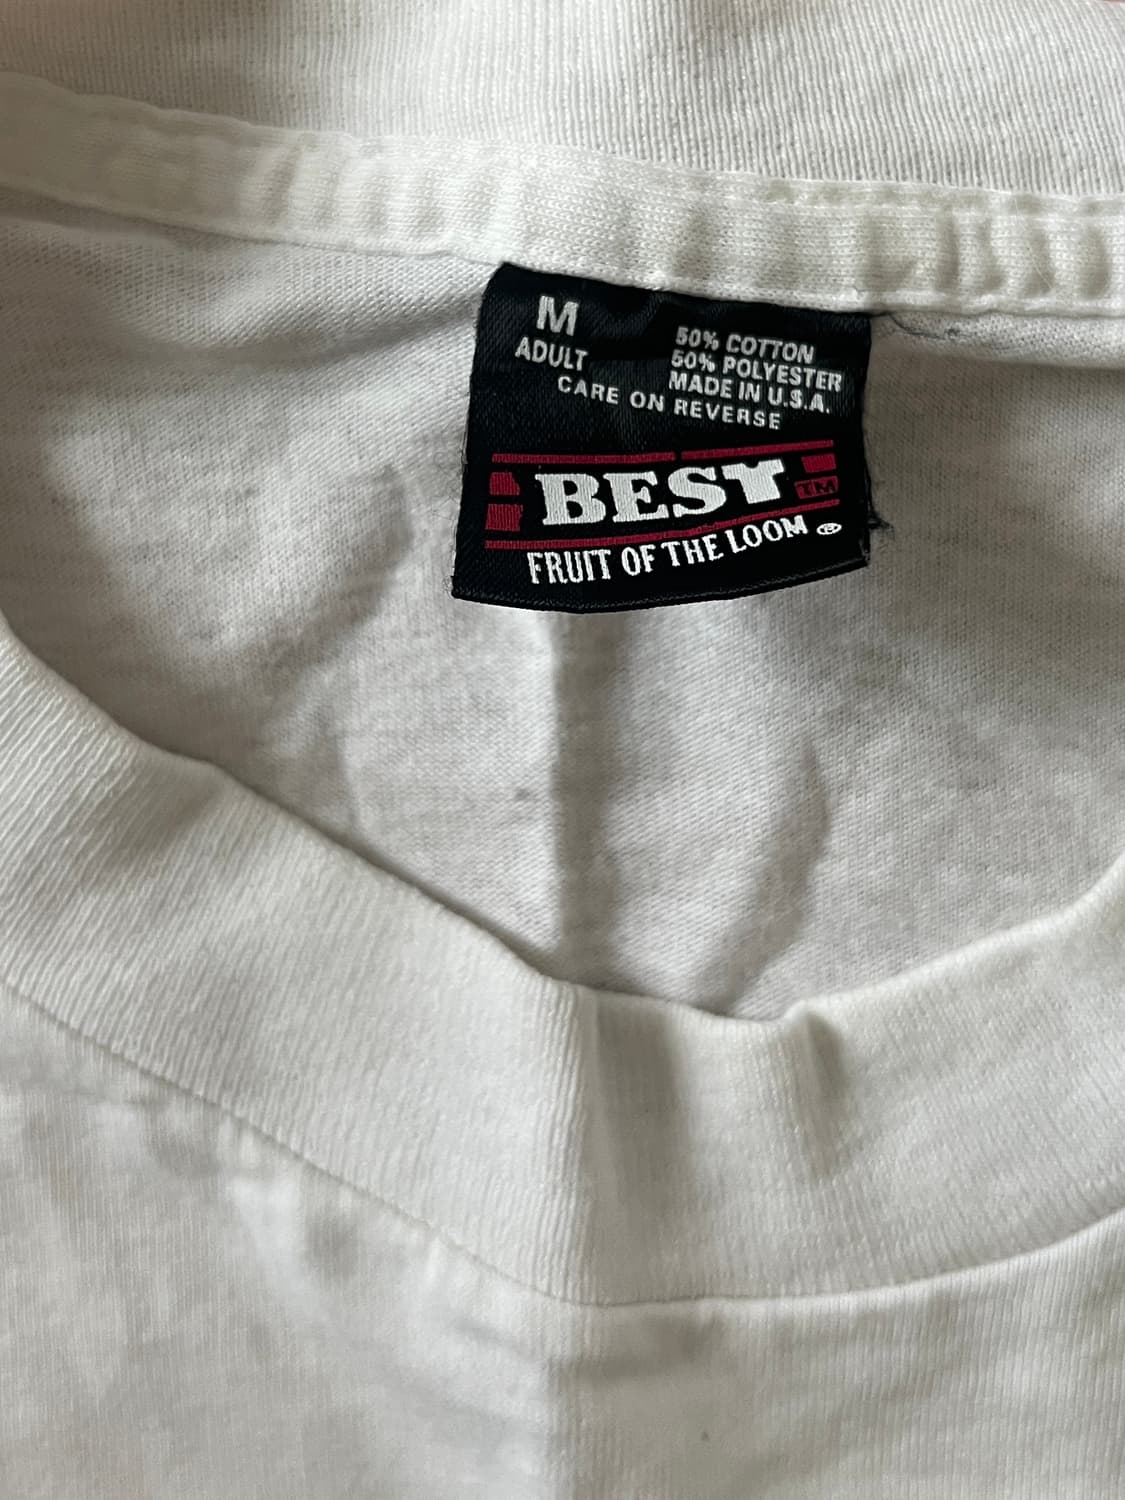 M
ADULT
50% COTTON
50% POLYESTER
MADE IN U.S.A.
CARE ON REVERSE
BEST TM
FRUIT OF THE LOOM ®